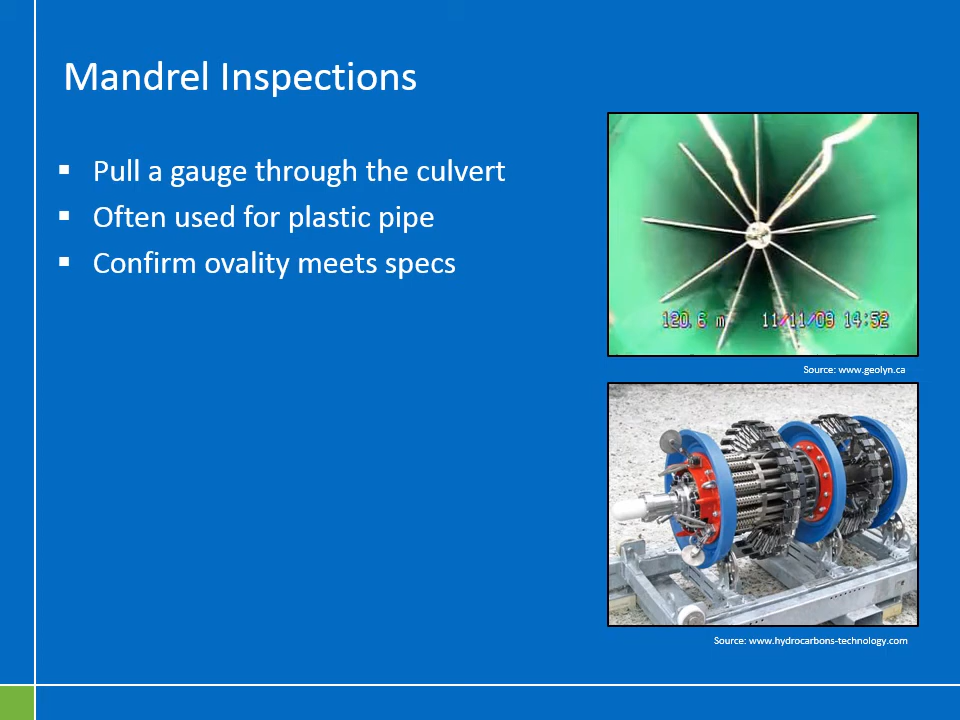 Mandrel Inspections
▪ Pull a gauge through the culvert
▪ Often used for plastic pipe
▪ Confirm ovality meets specs
120.6 m 11/11/09 14:52
Source: www.geolyn.ca
Source: www.hydrocarbons-technology.com